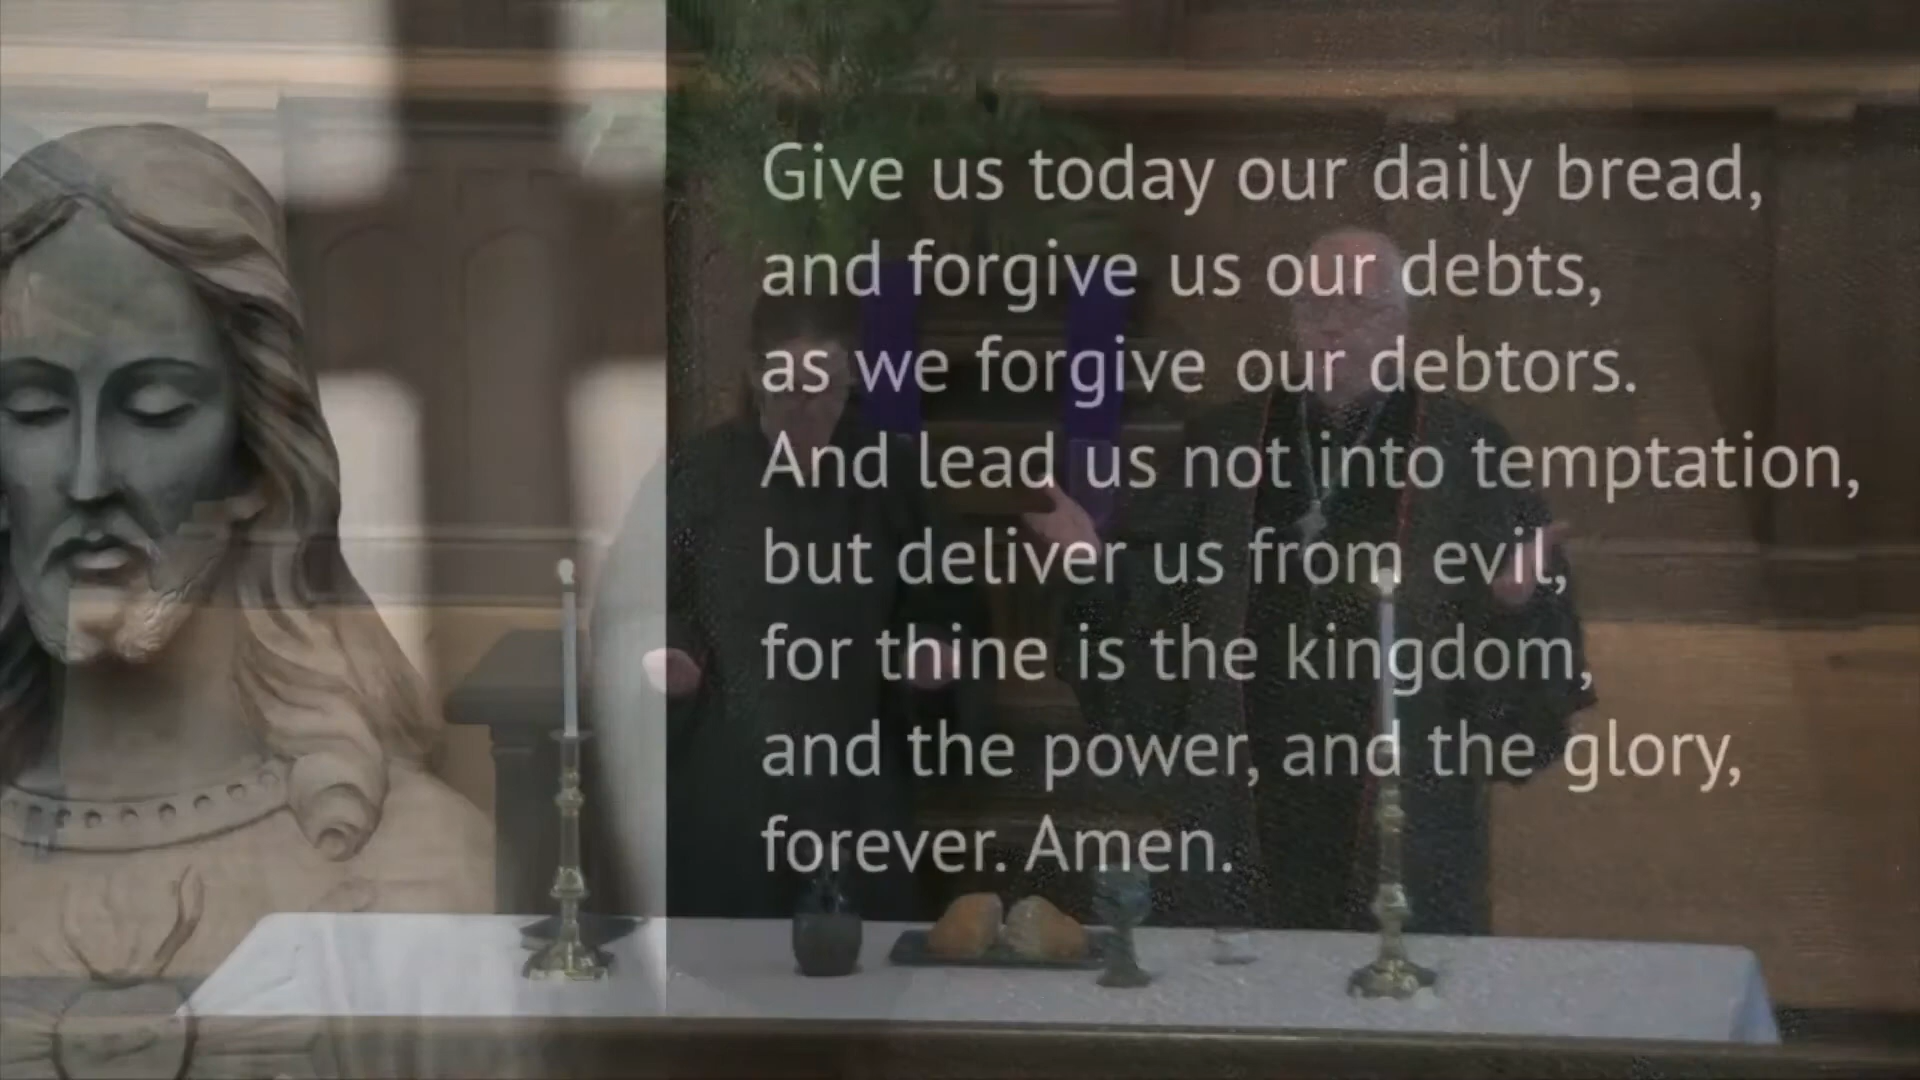 Give us today our daily bread,
and forgive us our debts,
as we forgive our debtors.
And lead us not into temptation,
but deliver us from evil,
for thine is the kingdom,
and the power, and the glory,
forever. Amen.